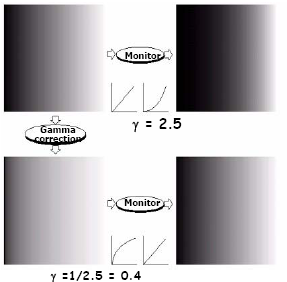 Monitor
γ = 2.5
Gamma
correction
Monitor
γ =1/2.5 = 0.4